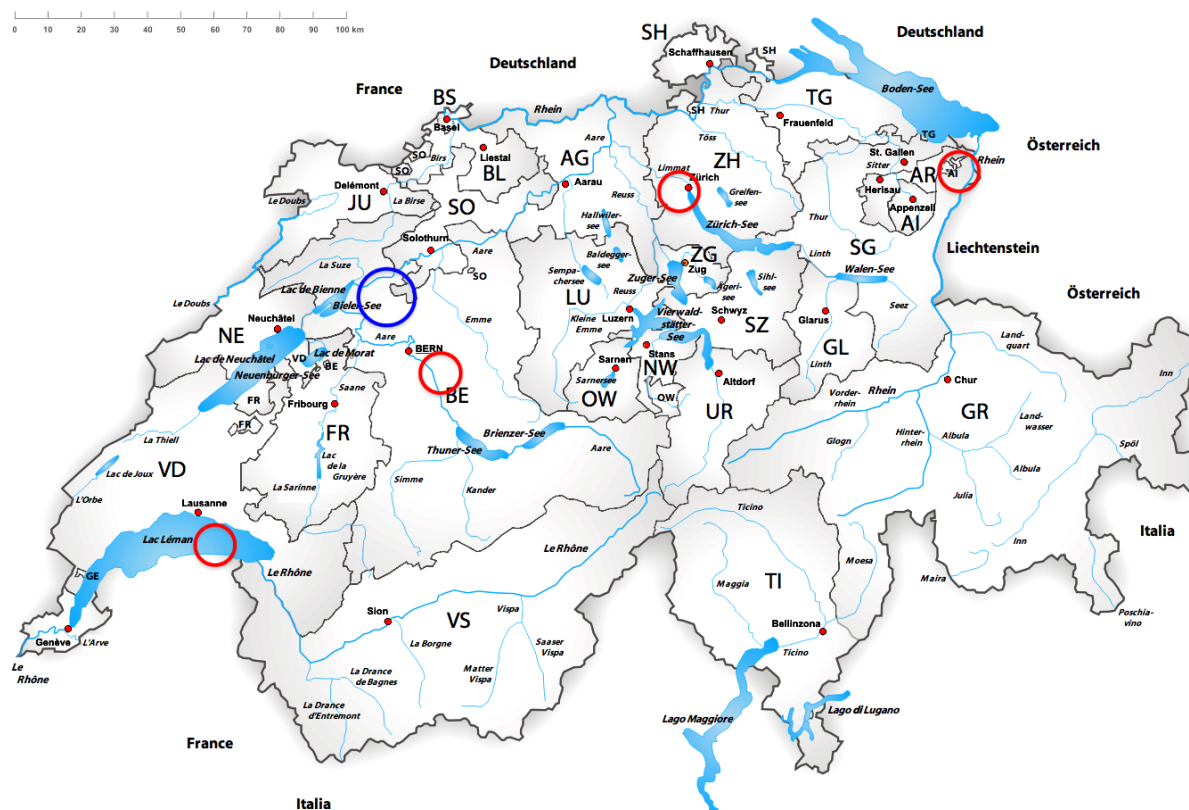 0 10 20 30 40 50 60 70 80 90 100 km
SH
Schaffhausen
SH
Deutschland
Deutschland
France
BS
Basel
Rhein
SH
Thur
TG
Boden-See
Frauenfeld
TG
Österreich
SO
Birs
Liestal
BL
SO
AG
Aare
Aarau
Reuss
Töss
ZH
Limmat
Zürich
Greifen-
see
St. Gallen
Sitter
AR
AI
Rhein
Herisau
Appenzell
AI
Delémont
Le Doubs
JU
La Birse
SO
Hallwiler-
see
Zürich-See
Thur
Solothurn
Aare
SO
Baldegger-
see
ZG
Zug
Linth
SG
Walen-See
Liechtenstein
La Suze
Lac de Bienne
Bieler-See
Sempa-
chersee
LU
Reuss
Zuger-See
Ägeri-
see
Sihl-
see
Seez
Österreich
Le Doubs
Neuchâtel
NE
Emme
Luzern
Kleine
Emme
Vierwald-
stätter-
See
Schwyz
SZ
Glarus
GL
Linth
Land-
quart
Aare
BERN
VD
Lac de Morat
BE
Lac de Neuchâtel
Neuenburger-See
Saane
BE
Sarnen
Stans
NW
Sarnersee
OW
OW
Altdorf
UR
Chur
Inn
FR
Fribourg
FR
FR
Rhein
Vorder-
rhein
GR
La Thiell
Thuner-See
Brienzer-See
Aare
Glogn
Hinter-
rhein
Albula
Land-
wasser
Spöl
VD
Lac de Joux
L'Orbe
Lac
de la
Gruyère
La Sarinne
Simme
Kander
Albula
Julia
Lausanne
Lac Léman
Ticino
Inn
Italia
Le Rhône
Le Rhône
Maggia
TI
Moesa
Maira
GE
Sion
VS
Vispa
Poschia-
vino
Genève
L'Arve
La Borgne
Saaser
Vispa
Bellinzona
Ticino
Le
Rhône
La Drance
de Bagnes
Matter
Vispa
La Drance
d'Entremont
Lago Maggiore
Lago di Lugano
France
Italia